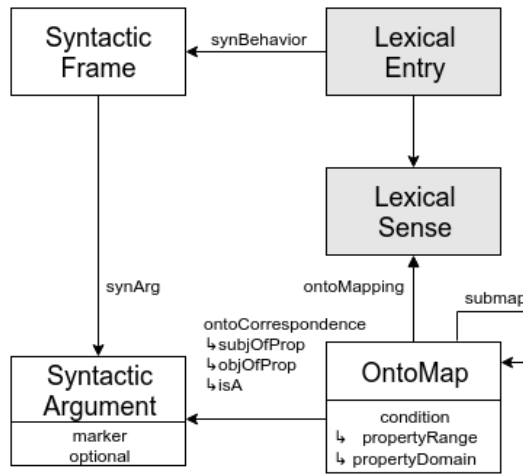 Syntactic
Frame
synBehavior
Lexical
Entry
Lexical
Sense
synArg
ontoMapping
submap
ontoCorrespondence
↳subjOfProp
↳objOfProp
↳isA
Syntactic
Argument
marker
optional
OntoMap
condition
↳ propertyRange
↳ propertyDomain